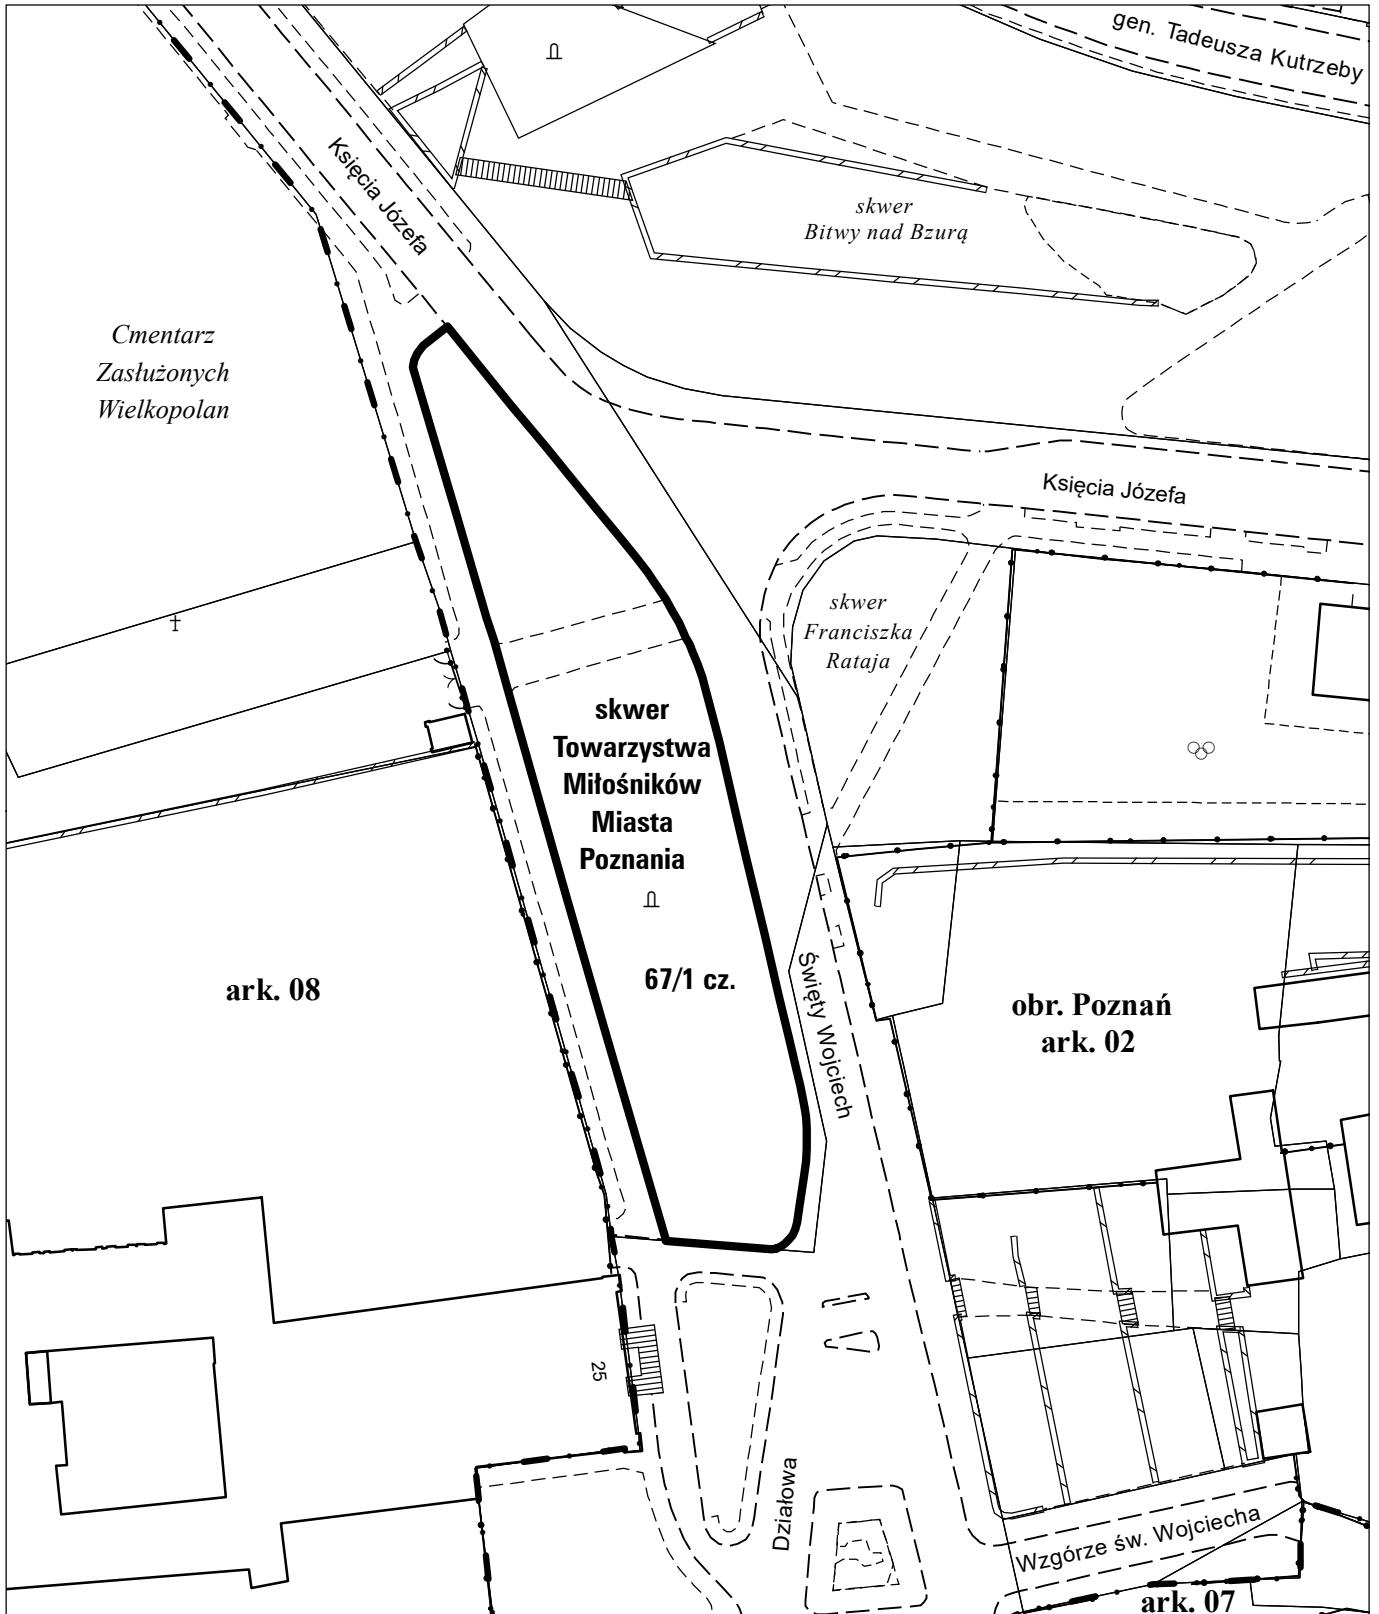 gen. Tadeusza Kutrzeby
Księcia Józefa
skwer
Bitwy nad Bzurą
Cmentarz
Zasłużonych
Wielkopolan
Księcia Józefa
skwer
Franciszka
Rataja
skwer
Towarzystwa
Miłośników
Miasta
Poznania
67/1 cz.
ark. 08
Święty Wojciech
obr. Poznań
ark. 02
25
Działowa
Wzgórze św. Wojciecha
ark. 07